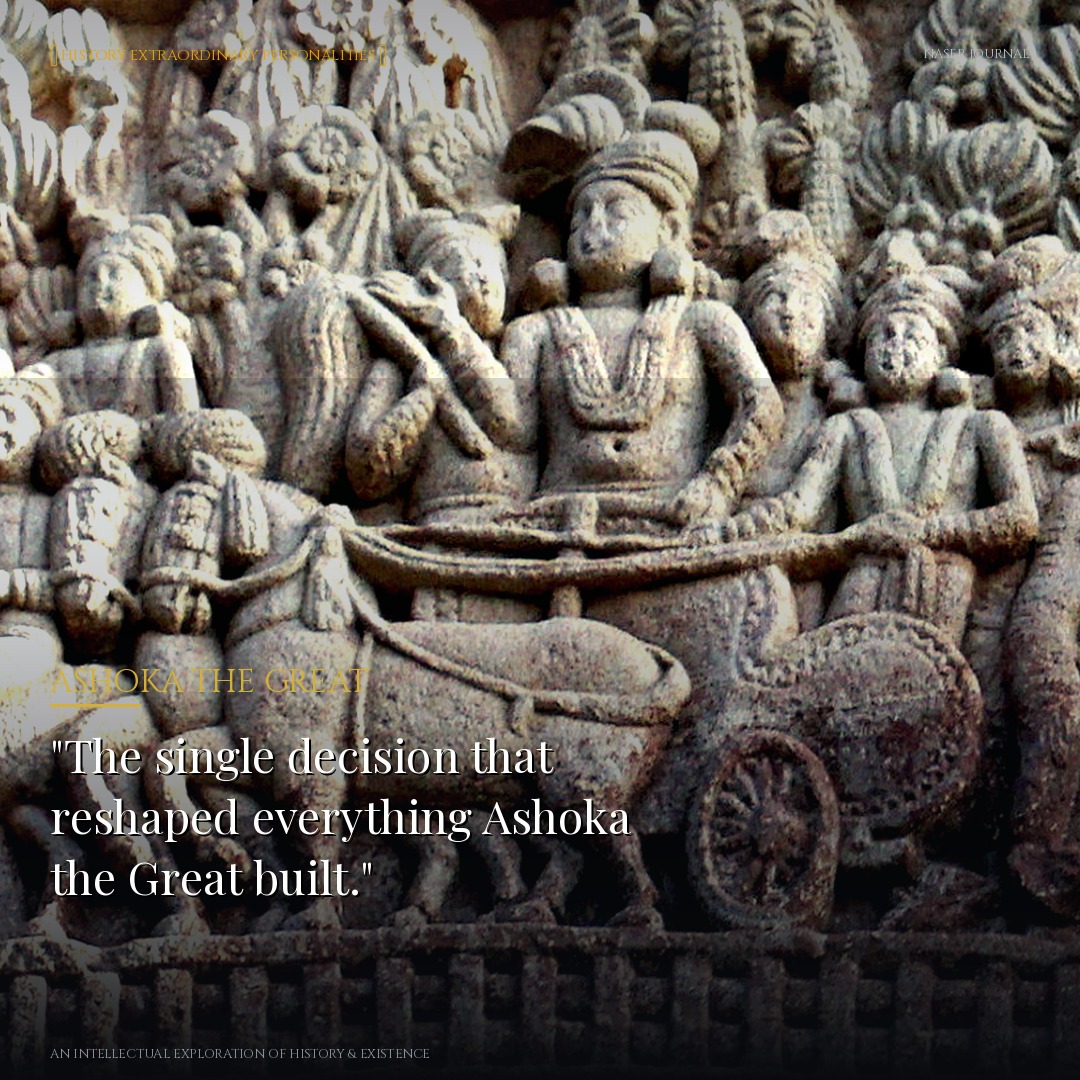 [ HISTORY'S EXTRAORDINARY PERSONALITIES ]
NASER JOURNAL
ASHOKA THE GREAT
"The single decision that
reshaped everything Ashoka
the Great built."
AN INTELLECTUAL EXPLORATION OF HISTORY & EXISTENCE